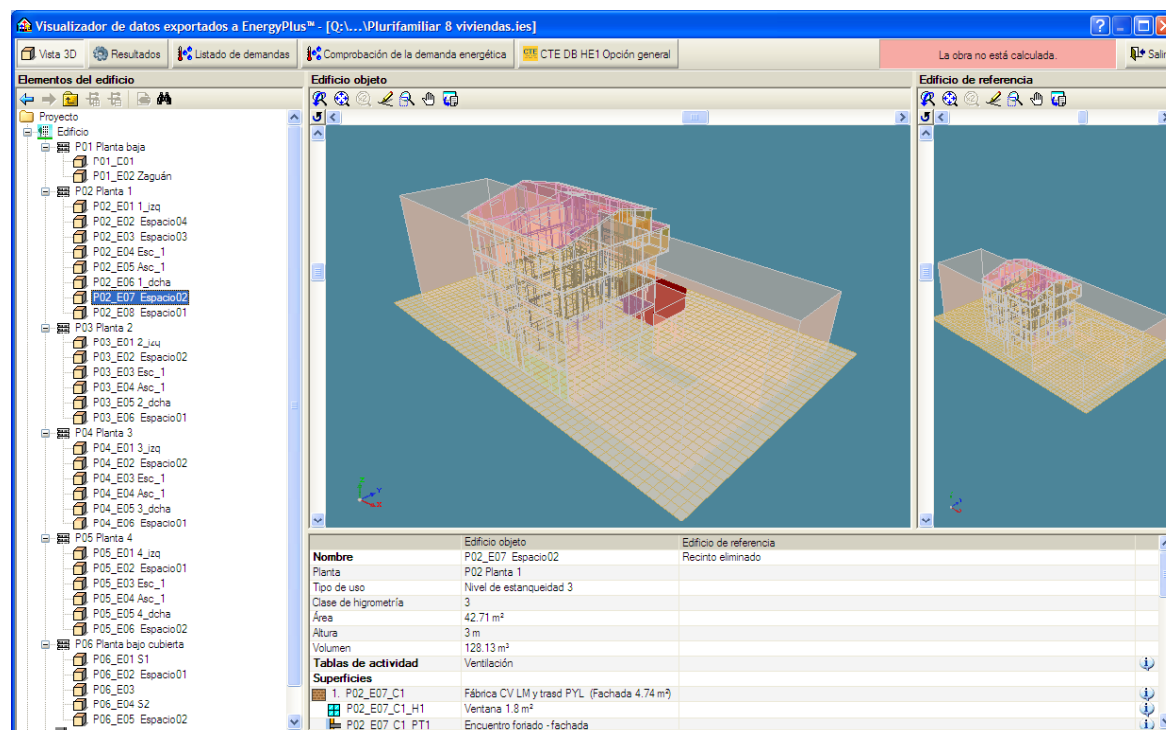 Visualizador de datos exportados a EnergyPlus™ - [Q:\...\Plurifamiliar 8 viviendas.ies]
Vista 3D Resultados Listado de demandas Comprobación de la demanda energética CTE CTE DB HE1 Opción general La obra no está calculada. Salir
Elementos del edificio
Edificio objeto
Edificio de referencia
Proyecto
Edificio
P01 Planta baja
P01_E01
P01_E02 Zaguán
P02 Planta 1
P02_E01 1_izq
P02_E02 Espacio04
P02_E03 Espacio03
P02_E04 Esc_1
P02_E05 Asc_1
P02_E06 1_dcha
P02_E07 Espacio02
P02_E08 Espacio01
P03 Planta 2
P03_E01 2_izq
P03_E02 Espacio02
P03_E03 Esc_1
P03_E04 Asc_1
P03_E05 2_dcha
P03_E06 Espacio01
P04 Planta 3
P04_E01 3_izq
P04_E02 Espacio02
P04_E03 Esc_1
P04_E04 Asc_1
P04_E05 3_dcha
P04_E06 Espacio01
P05 Planta 4
P05_E01 4_izq
P05_E02 Espacio01
P05_E03 Esc_1
P05_E04 Asc_1
P05_E05 4_dcha
P05_E06 Espacio02
P06 Planta bajo cubierta
P06_E01 S1
P06_E02 Espacio01
P06_E03
P06_E04 S2
P06_E05 Espacio02
Edificio objeto Edificio de referencia
Nombre P02_E07 Espacio02 Recinto eliminado
Planta P02 Planta 1
Tipo de uso Nivel de estanqueidad 3
Clase de higrometría 3
Área 42.71 m²
Altura 3 m
Volumen 128.13 m³
Tablas de actividad Ventilación
Superficies
1. P02_E07_C1 Fábrica CV LM y trasd PYL (Fachada 4.74 m²)
P02_E07_C1_H1 Ventana 1.8 m²
P02_E07_C1_PT1 Encuentro forjado - fachada